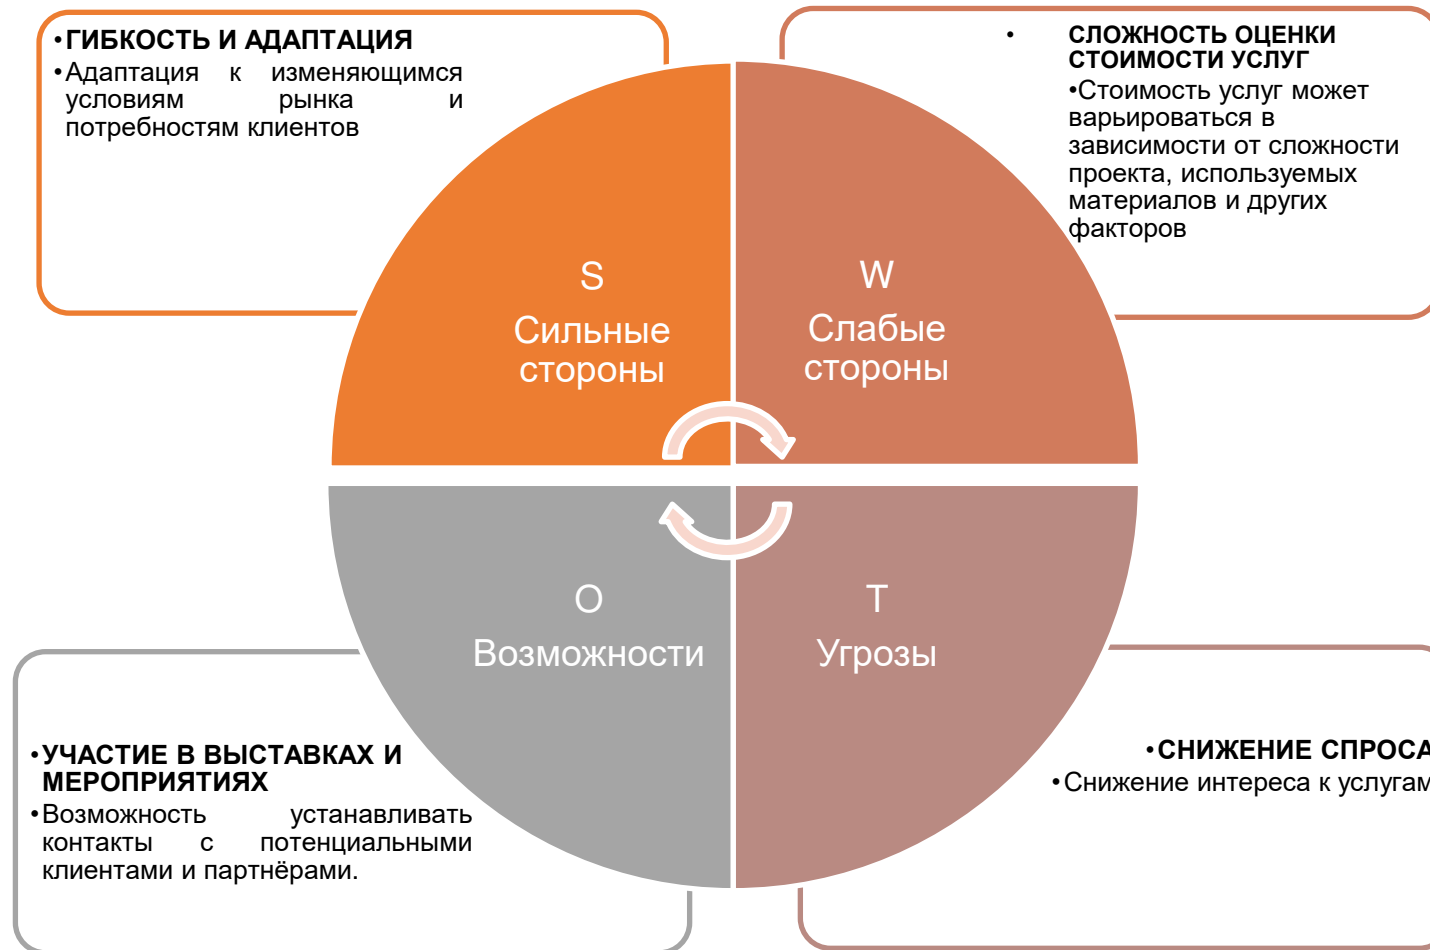 •ГИБКОСТЬ И АДАПТАЦИЯ
•Адаптация к изменяющимся
условиям рынка и
потребностям клиентов
• СЛОЖНОСТЬ ОЦЕНКИ
СТОИМОСТИ УСЛУГ
•Стоимость услуг может
варьироваться в
зависимости от сложности
проекта, используемых
материалов и других
факторов
S
Сильные
стороны
W
Слабые
стороны
O
Возможности
T
Угрозы
•УЧАСТИЕ В ВЫСТАВКАХ И
МЕРОПРИЯТИЯХ
•Возможность устанавливать
контакты с потенциальными
клиентами и партнёрами.
•СНИЖЕНИЕ СПРОСА
•Снижение интереса к услугам